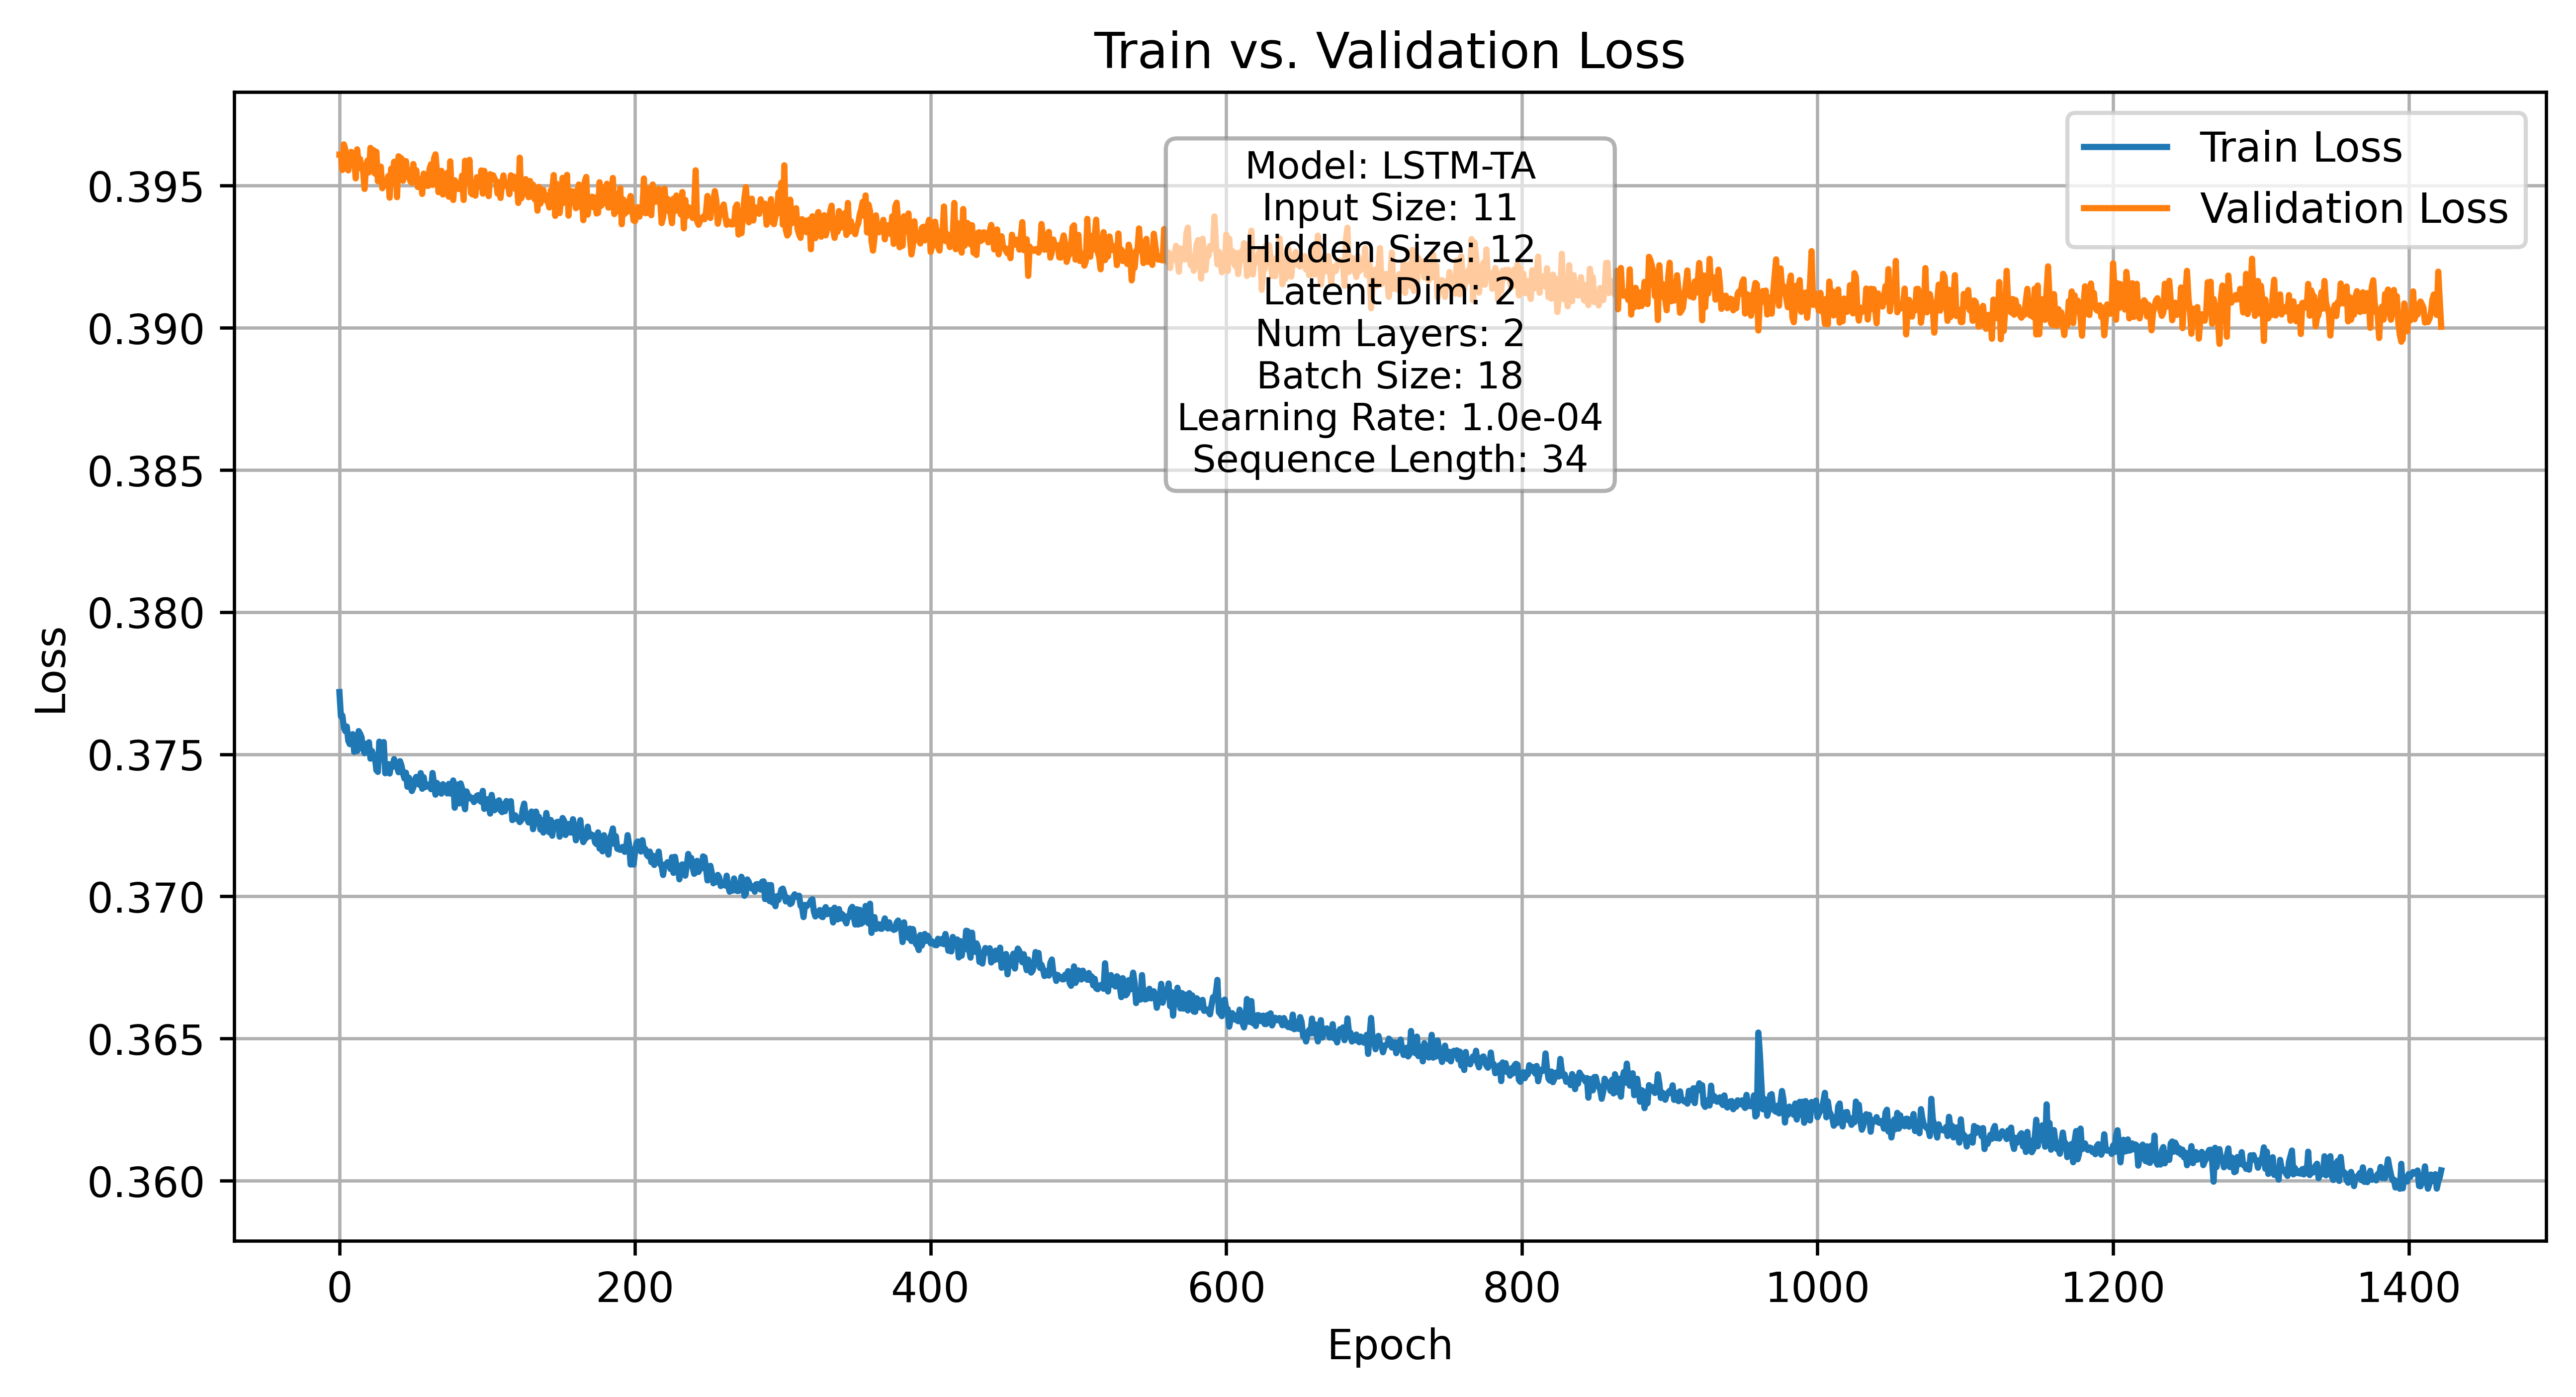 Train vs. Validation Loss
Train Loss
Validation Loss
Model: LSTM-TA
Input Size: 11
Hidden Size: 12
Latent Dim: 2
Num Layers: 2
Batch Size: 18
Learning Rate: 1.0e-04
Sequence Length: 34
Loss
0.395
0.390
0.385
0.380
0.375
0.370
0.365
0.360
0 200 400 600 800 1000 1200 1400
Epoch